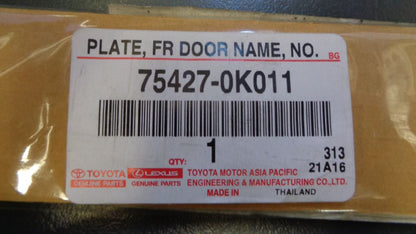 PLATE, FR DOOR NAME, NO.
BG
75427-0K011
QTY: 1
313
21A16
TOYOTA
GENUINE PARTS
LEXUS
GENUINE PARTS
TOYOTA MOTOR ASIA PACIFIC
ENGINEERING & MANUFACTURING CO., LTD.
MADE IN THAILAND